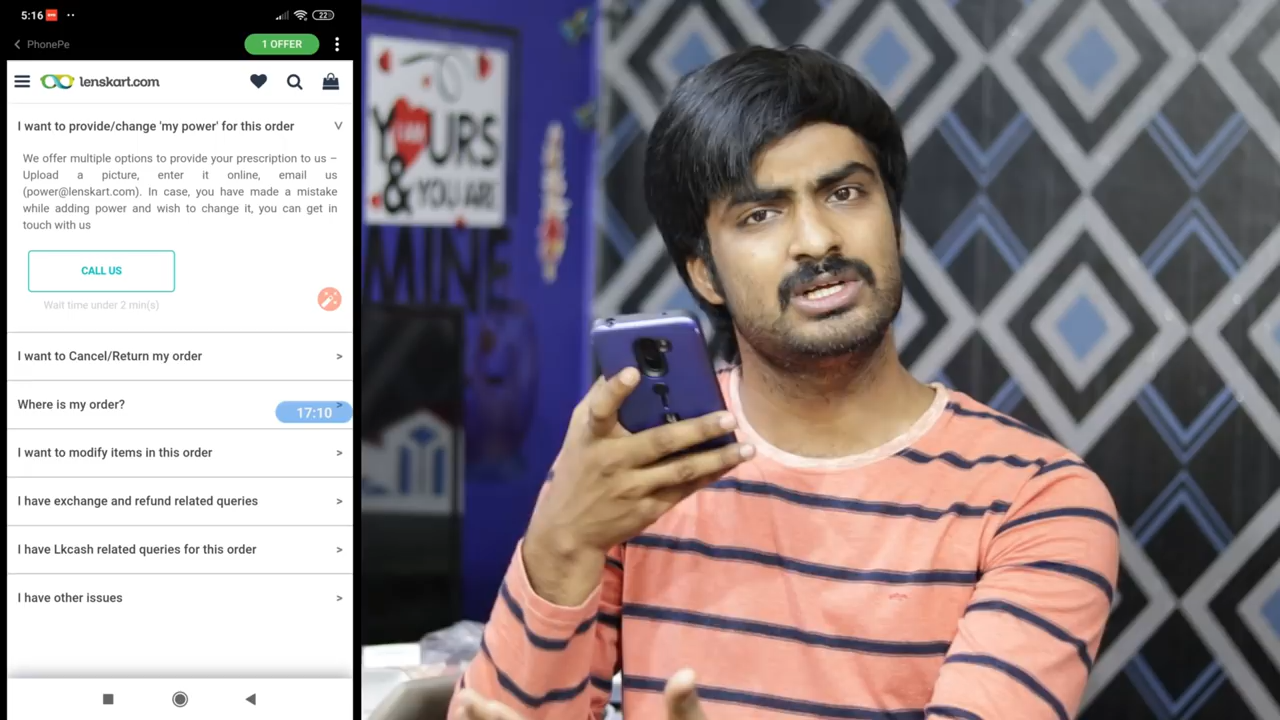 5:16
22
PhonePe
1 OFFER
lenskart.com
I want to provide/change 'my power' for this order
We offer multiple options to provide your prescription to us –
Upload a picture, enter it online, email us
(power@lenskart.com). In case, you have made a mistake
while adding power and wish to change it, you can get in
touch with us
CALL US
Wait time under 2 min(s)
I want to Cancel/Return my order >
Where is my order? >
17:10
I want to modify items in this order >
I have exchange and refund related queries >
I have Lkcash related queries for this order >
I have other issues >
I AM
YOURS
& YOU ARE
MINE